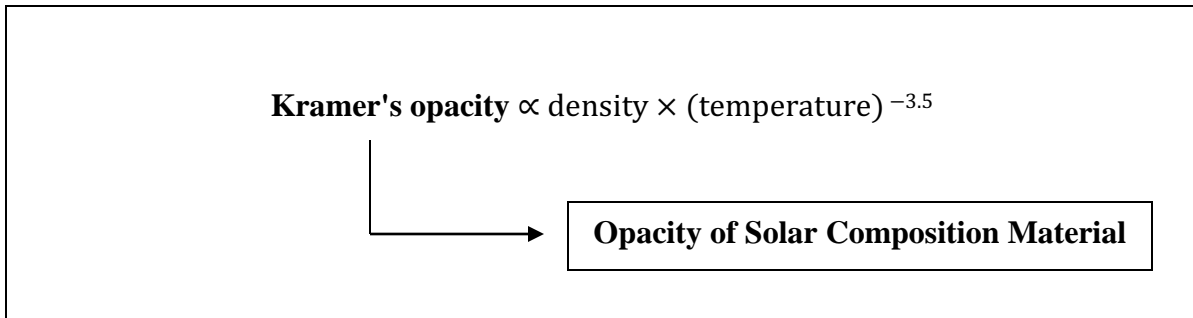 Kramer's opacity ∝ density × (temperature) ⁻³·⁵
Opacity of Solar Composition Material